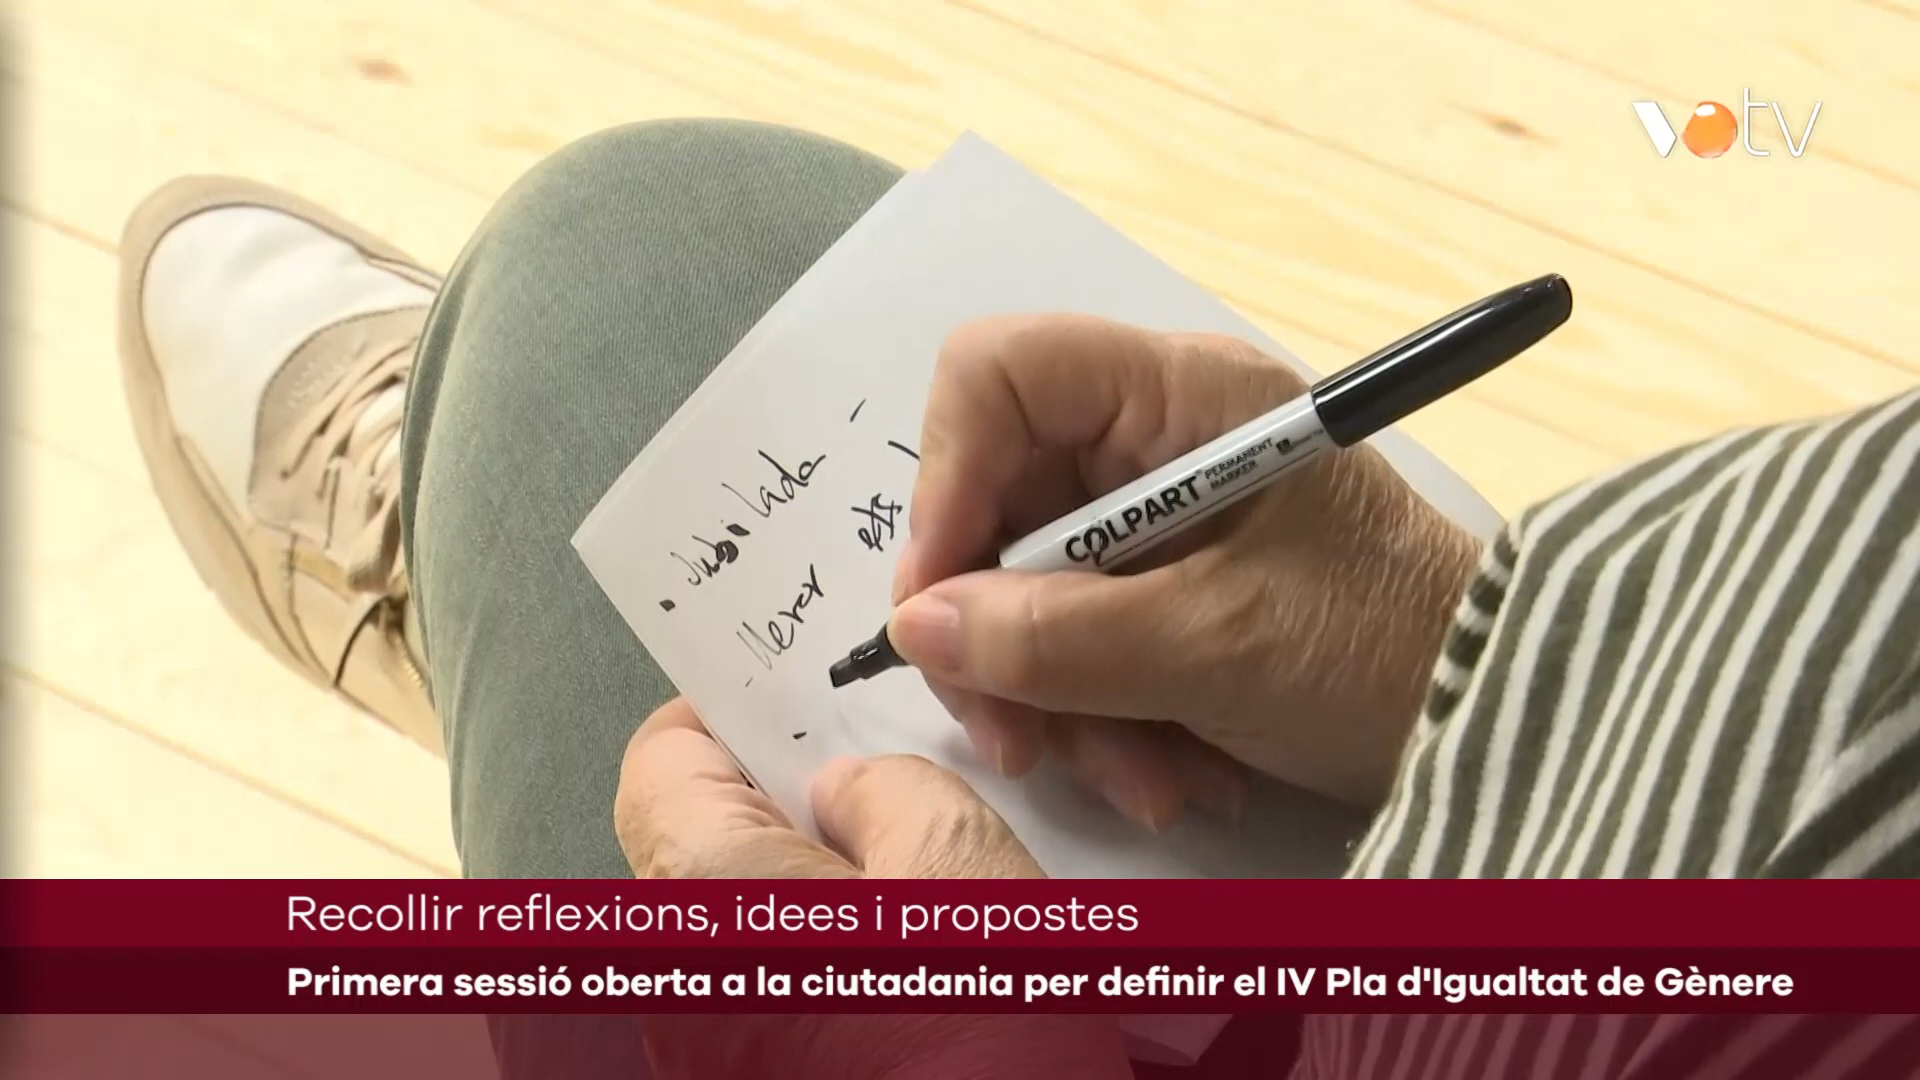 votv
Jubilada -
COLPART PERMANENT
MARKER
Recollir reflexions, idees i propostes
Primera sessió oberta a la ciutadania per definir el IV Pla d'Igualtat de Gènere